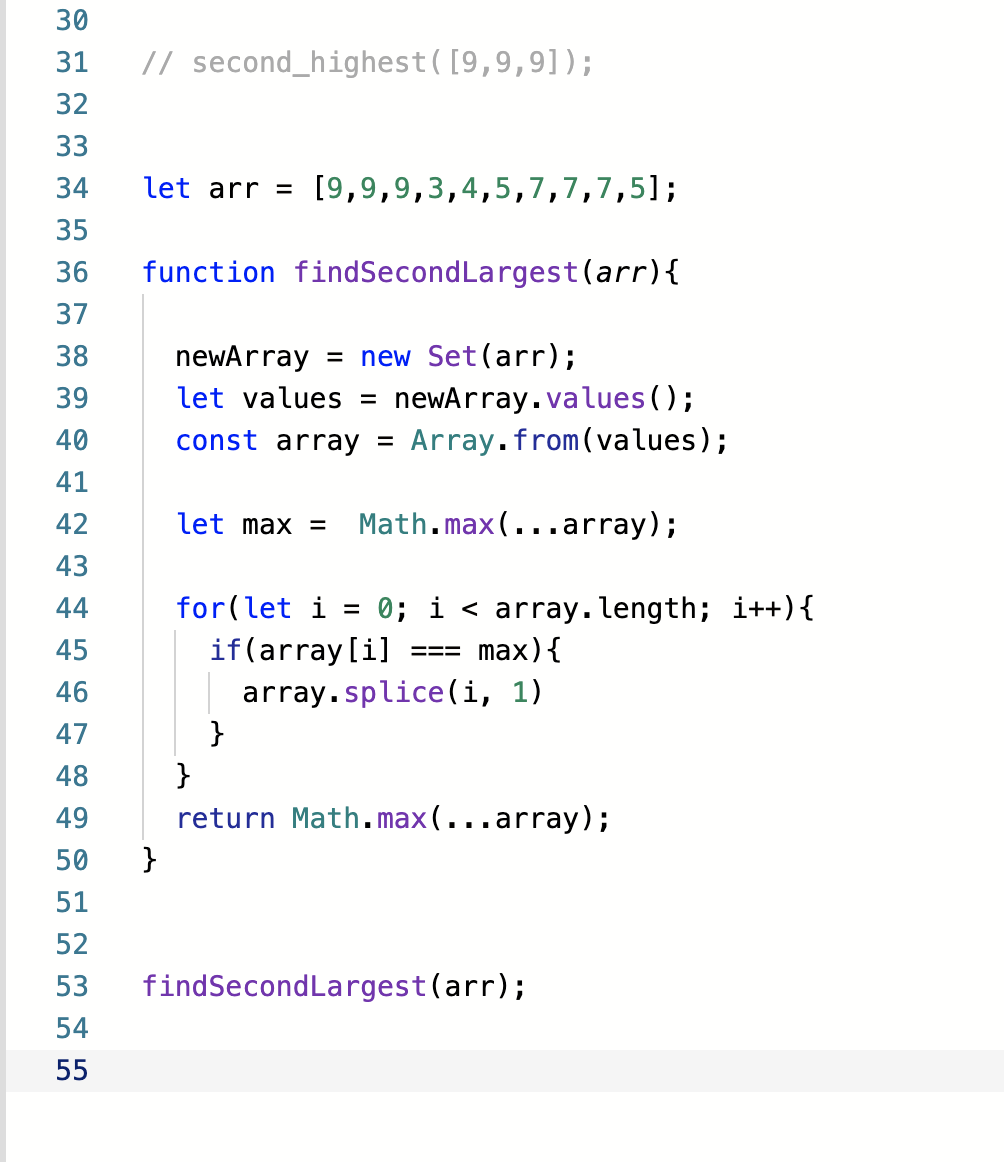 30
31 // second_highest([9,9,9]);
32
33
34 let arr = [9,9,9,3,4,5,7,7,7,5];
35
36 function findSecondLargest(arr){
37
38   newArray = new Set(arr);
39   let values = newArray.values();
40   const array = Array.from(values);
41
42   let max =  Math.max(...array);
43
44   for(let i = 0; i < array.length; i++){
45     if(array[i] === max){
46       array.splice(i, 1)
47     }
48   }
49   return Math.max(...array);
50 }
51
52
53 findSecondLargest(arr);
54
55